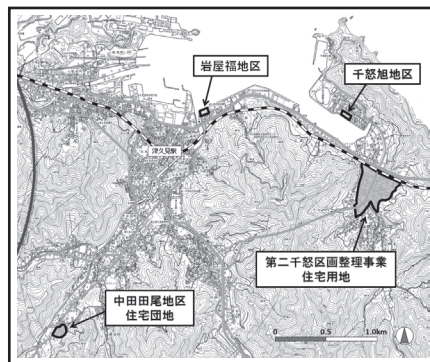 岩屋福地区
千怒旭地区
津久見駅
第二千怒区画整理事業
住宅用地
中田田尾地区
住宅団地
0 0.5 1.0km